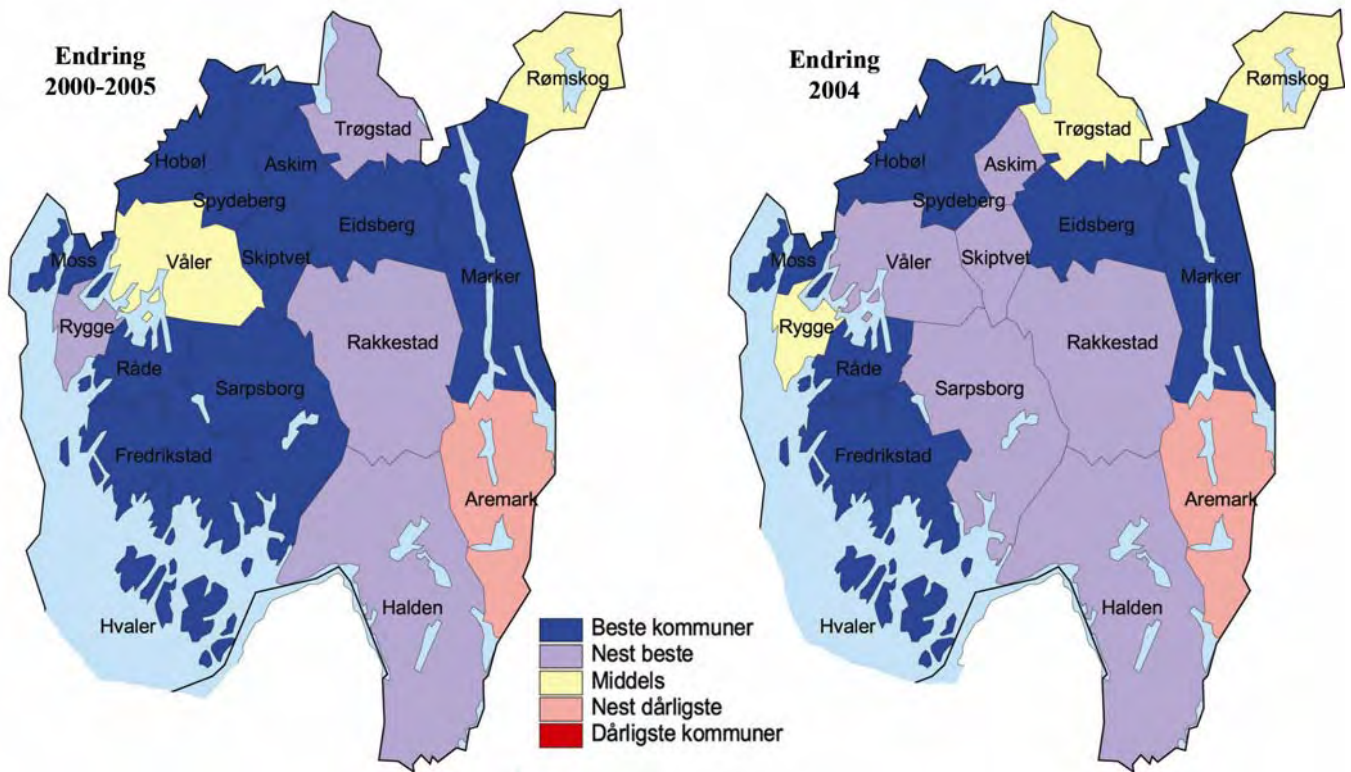 Endring
2000-2005
Rømskog
Trøgstad
Hobøl
Askim
Spydeberg
Eidsberg
Moss
Våler
Skiptvet
Marker
Rygge
Rakkestad
Råde
Sarpsborg
Fredrikstad
Aremark
Halden
Hvaler
Endring
2004
Rømskog
Trøgstad
Hobøl
Askim
Spydeberg
Eidsberg
Moss
Våler
Skiptvet
Marker
Rygge
Rakkestad
Råde
Sarpsborg
Fredrikstad
Aremark
Halden
Hvaler
Beste kommuner
Nest beste
Middels
Nest dårligste
Dårligste kommuner